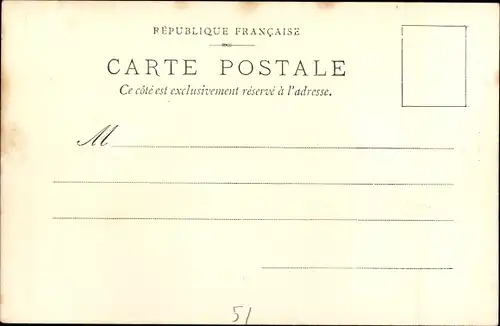 RÉPUBLIQUE FRANÇAISE
CARTE POSTALE
Ce côté est exclusivement réservé à l'adresse.
M
51